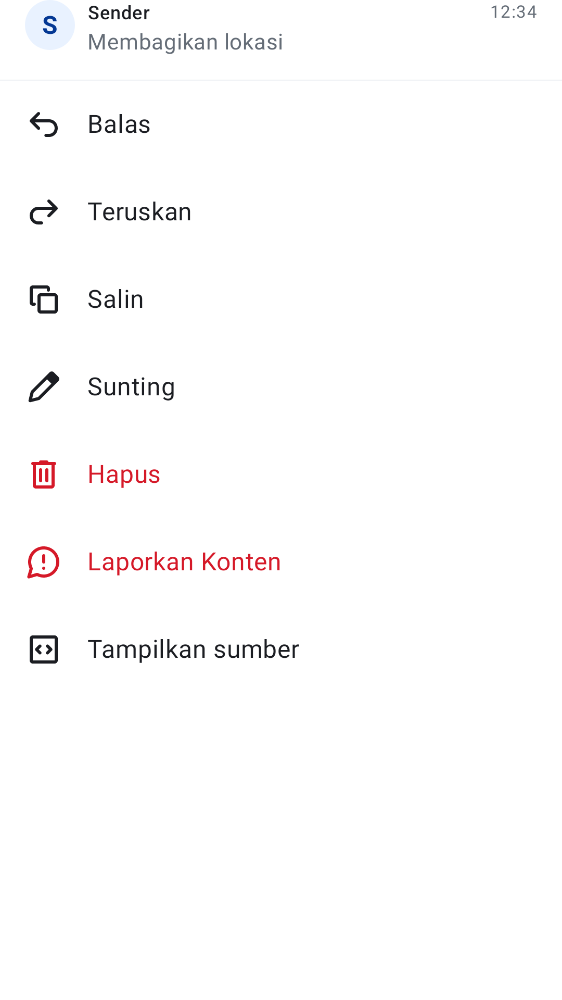 S
Sender
12:34
Membagikan lokasi
Balas
Teruskan
Salin
Sunting
Hapus
Laporkan Konten
Tampilkan sumber